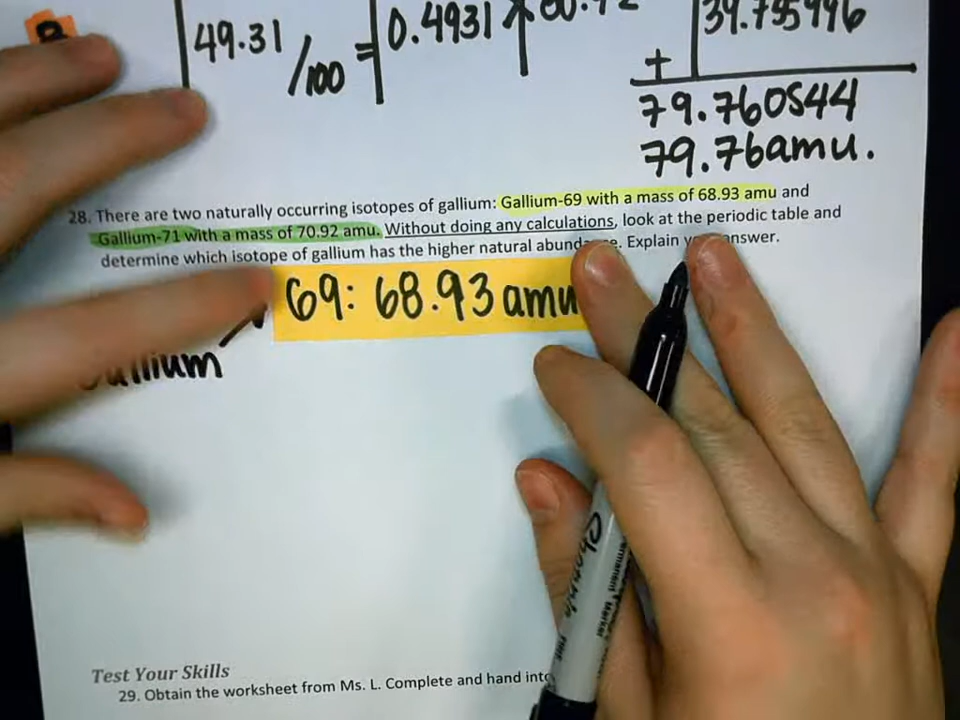 49.31 /100 = 0.4931
39.795996
+
79.760544
79.76amu.
28. There are two naturally occurring isotopes of gallium: Gallium-69 with a mass of 68.93 amu and
Gallium-71 with a mass of 70.92 amu. Without doing any calculations, look at the periodic table and
determine which isotope of gallium has the higher natural. Explain answer.
69: 68.93 amu
Test Your Skills
29. Obtain the worksheet from Ms. L. Complete and hand into